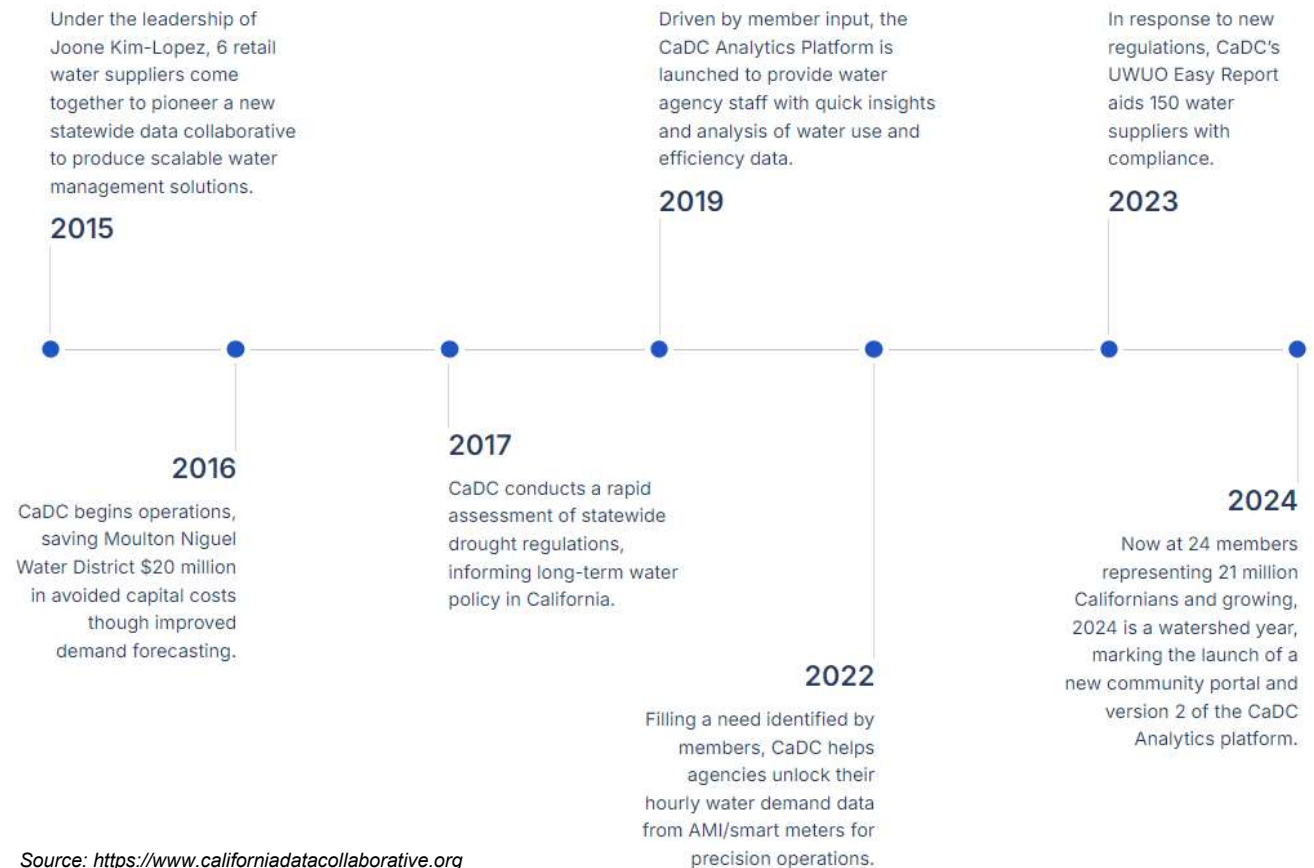 Under the leadership of
Joone Kim-Lopez, 6 retail
water suppliers come
together to pioneer a new
statewide data collaborative
to produce scalable water
management solutions.
2015
Driven by member input, the
CaDC Analytics Platform is
launched to provide water
agency staff with quick insights
and analysis of water use and
efficiency data.
2019
In response to new
regulations, CaDC’s
UWUO Easy Report
aids 150 water
suppliers with
compliance.
2023
2016
CaDC begins operations,
saving Moulton Niguel
Water District $20 million
in avoided capital costs
though improved
demand forecasting.
2017
CaDC conducts a rapid
assessment of statewide
drought regulations,
informing long-term water
policy in California.
2022
Filling a need identified by
members, CaDC helps
agencies unlock their
hourly water demand data
from AMI/smart meters for
precision operations.
2024
Now at 24 members
representing 21 million
Californians and growing,
2024 is a watershed year,
marking the launch of a
new community portal and
version 2 of the CaDC
Analytics platform.
Source: https://www.californiadatacollaborative.org